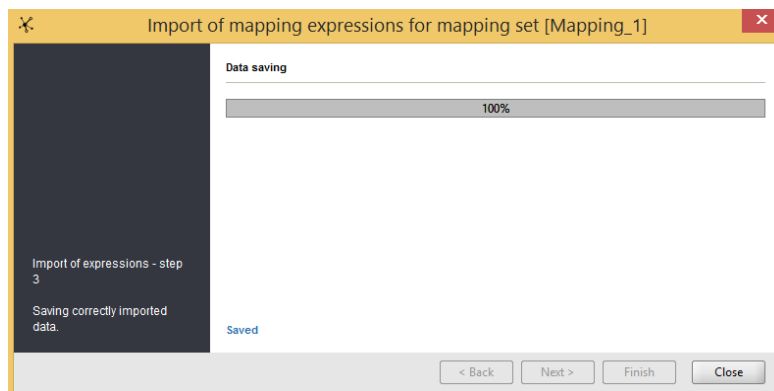 Import of mapping expressions for mapping set [Mapping_1]
x
Data saving
100%
Import of expressions - step
3
Saving correctly imported
data.
Saved
< Back
Next >
Finish
Close